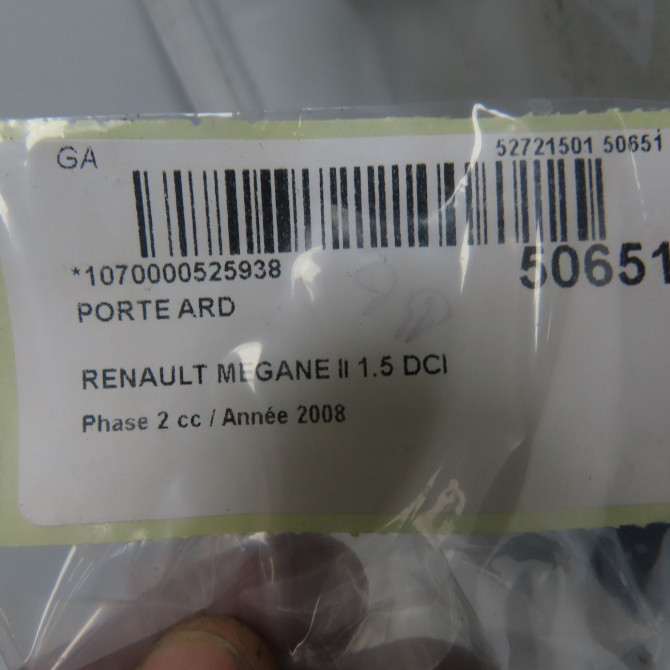 GA
52721501 50651
*1070000525938
50651
PORTE ARD
RENAULT MEGANE II 1.5 DCI
Phase 2 cc / Année 2008